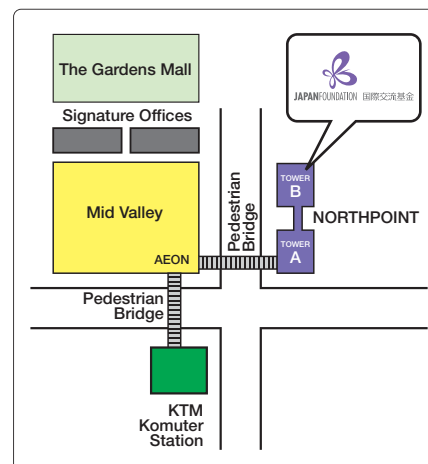 The Gardens Mall
JAPANFOUNDATION 国際交流基金
Signature Offices
Mid Valley
AEON
Pedestrian
Bridge
TOWER
B
NORTHPOINT
TOWER
A
Pedestrian
Bridge
KTM
Komuter
Station